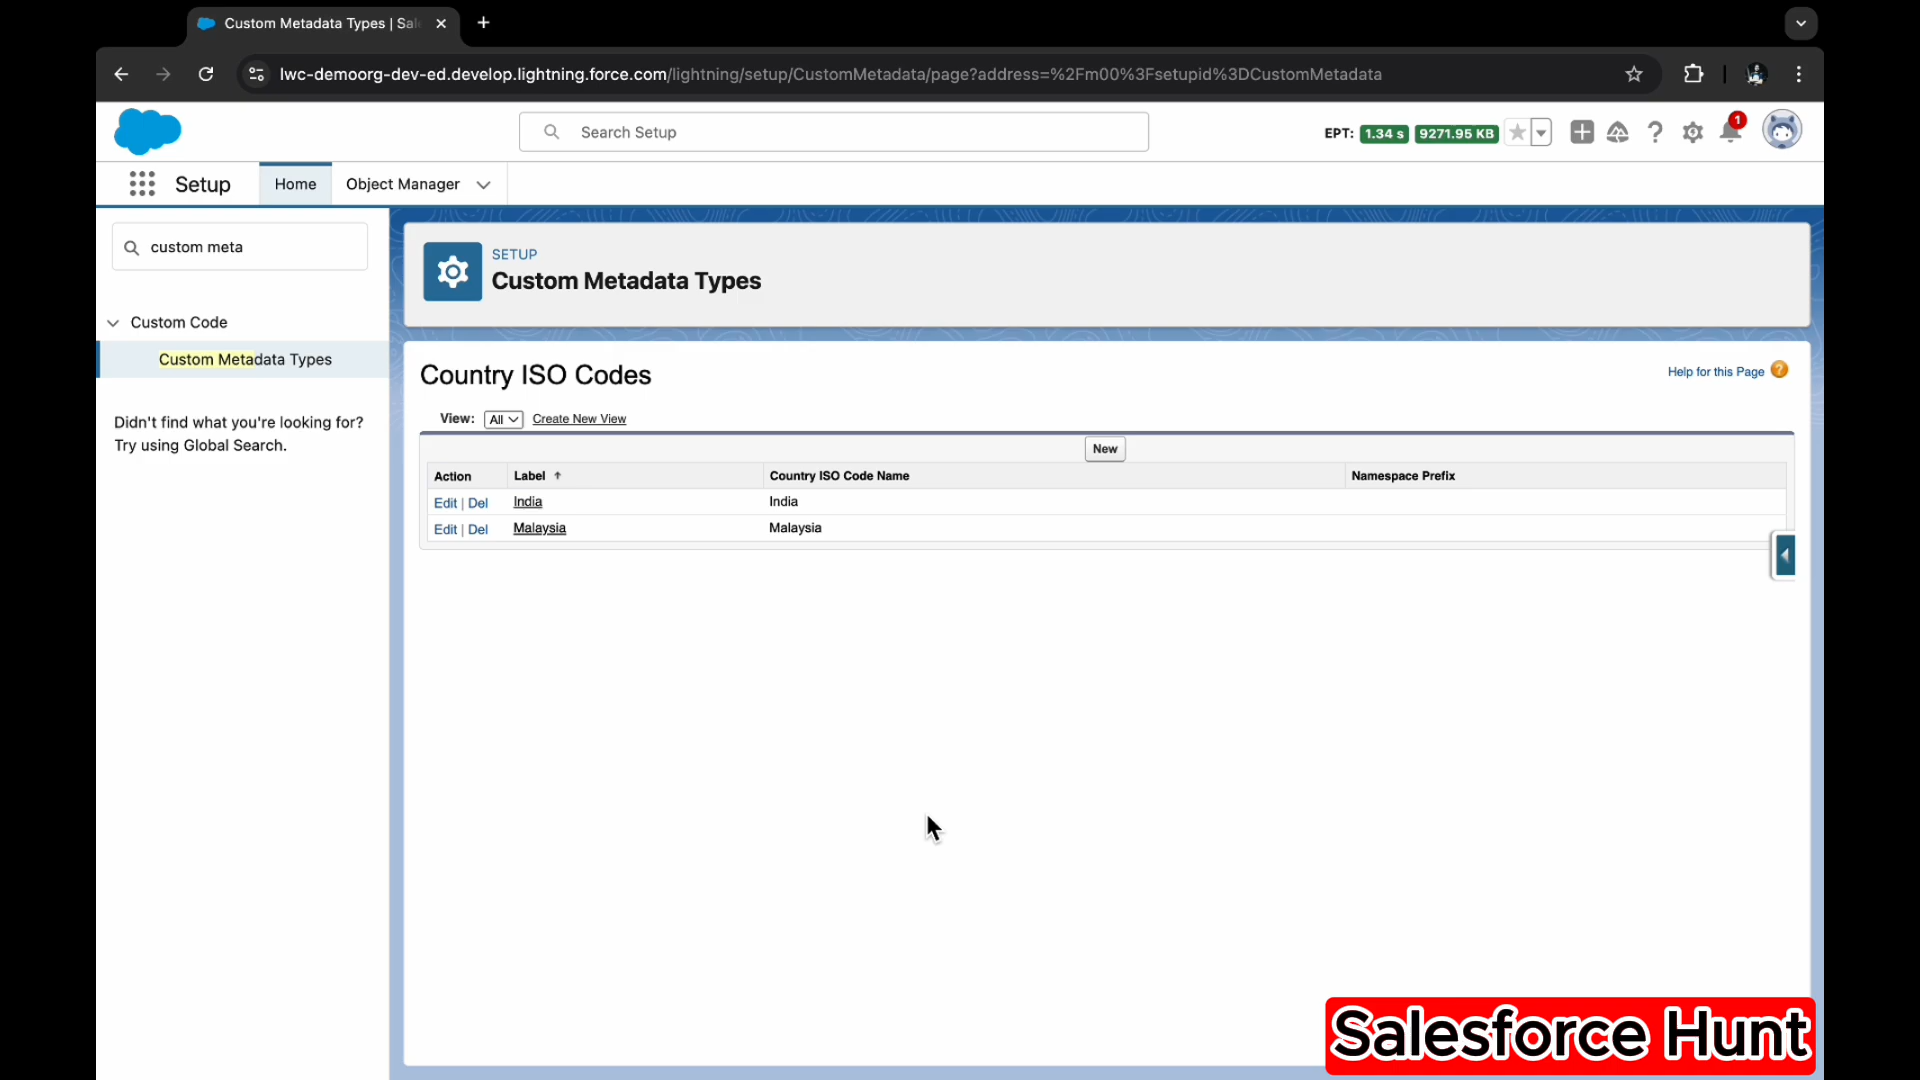 Custom Metadata Types | Sal
lwc-demoorg-dev-ed.develop.lightning.force.com/lightning/setup/CustomMetadata/page?address=%2Fm00%3Fsetupid%3DCustomMetadata
Search Setup
EPT: 1.34 s 9271.95 KB
1
Setup Home Object Manager
custom meta
Custom Code
Custom Metadata Types
Didn't find what you're looking for?
Try using Global Search.
SETUP
Custom Metadata Types
Country ISO Codes
Help for this Page ?
View: All Create New View
New
Action Label Country ISO Code Name Namespace Prefix
Edit | Del India India
Edit | Del Malaysia Malaysia
Salesforce Hunt